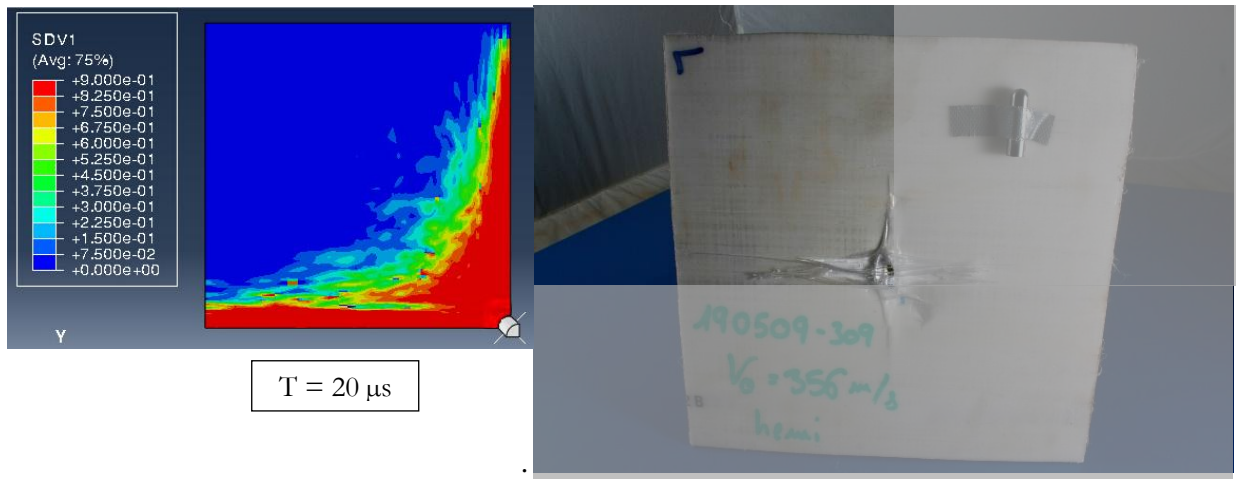 SDV1
(Avg: 75%)
+9.000e-01
+8.250e-01
+7.500e-01
+6.750e-01
+6.000e-01
+5.250e-01
+4.500e-01
+3.750e-01
+3.000e-01
+2.250e-01
+1.500e-01
+7.500e-02
+0.000e+00
Y
T = 20 μs
.
190509-309
V0 = 356 m/s
hemi